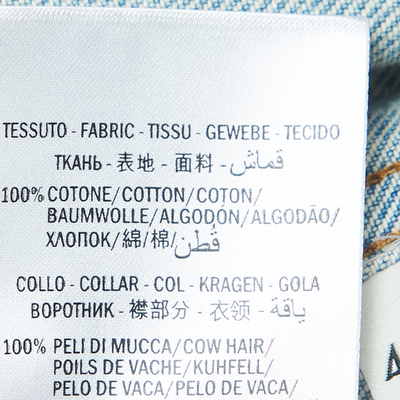 TESSUTO - FABRIC - TISSU - GEWEBE - TECIDO
ТКАНЬ - 表地 - 面料 - قماش
100% COTONE/COTTON/COTON/
BAUMWOLLE/ALGODÓN/ALGODÃO/
ХЛОПОК/綿/棉/قُطن
COLLO - COLLAR - COL - KRAGEN - GOLA
ВОРОТНИК - 襟部分 - 衣领 - ياقة
100% PELI DI MUCCA/COW HAIR/
POILS DE VACHE/KUHFELL/
PELO DE VACA/PELO DE VACA/